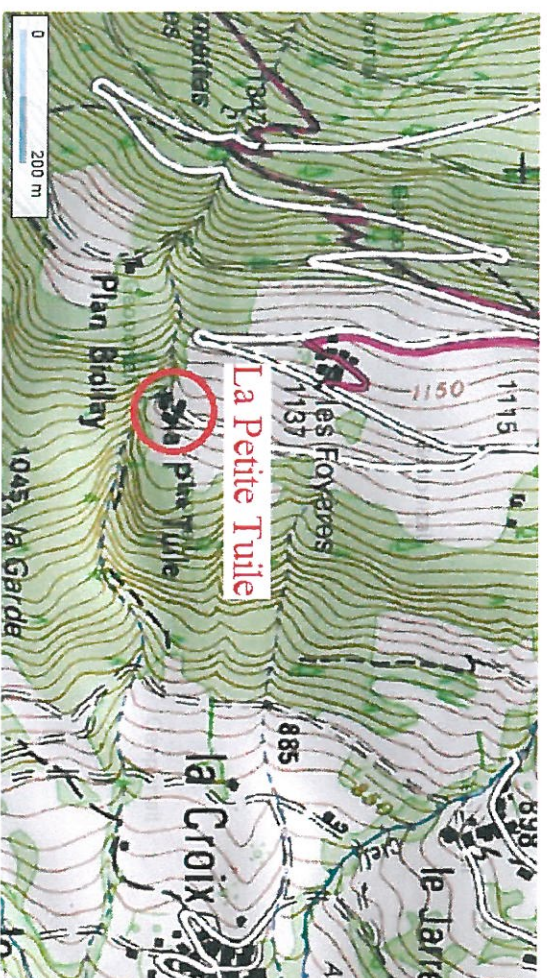 La Petite Tuile
les Foyères
1137
1150
1115
la Pte Tuile
Plan Biollay
1045
la Garde
885
la Croix
898
0
200 m